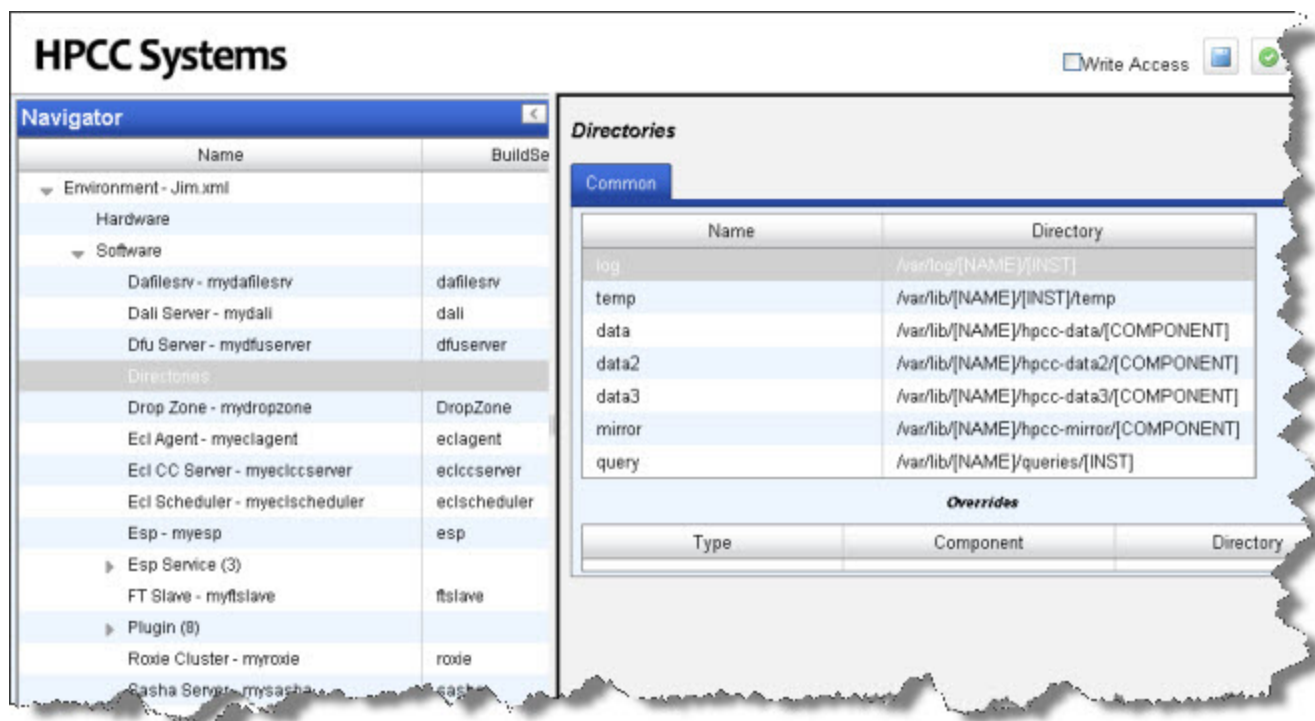 HPCC Systems
Write Access
Navigator
Name BuildSe
Environment - Jim.xml
Hardware
Software
Dafilesrv - mydafilesrv dafilesrv
Dali Server - mydali dali
Dfu Server - mydfuserver dfuserver
Directories
Drop Zone - mydropzone DropZone
Ecl Agent - myeclagent eclagent
Ecl CC Server - myeclccserver eclccserver
Ecl Scheduler - myeclscheduler eclscheduler
Esp - myesp esp
Esp Service (3)
FT Slave - myftslave ftslave
Plugin (8)
Roxie Cluster - myroxie roxie
Sasha Server - mysasha sasha
Directories
Common
Name Directory
log /var/log/[NAME]/[INST]
temp /var/lib/[NAME]/[INST]/temp
data /var/lib/[NAME]/hpcc-data/[COMPONENT]
data2 /var/lib/[NAME]/hpcc-data2/[COMPONENT]
data3 /var/lib/[NAME]/hpcc-data3/[COMPONENT]
mirror /var/lib/[NAME]/hpcc-mirror/[COMPONENT]
query /var/lib/[NAME]/queries/[INST]
Overrides
Type Component Directory